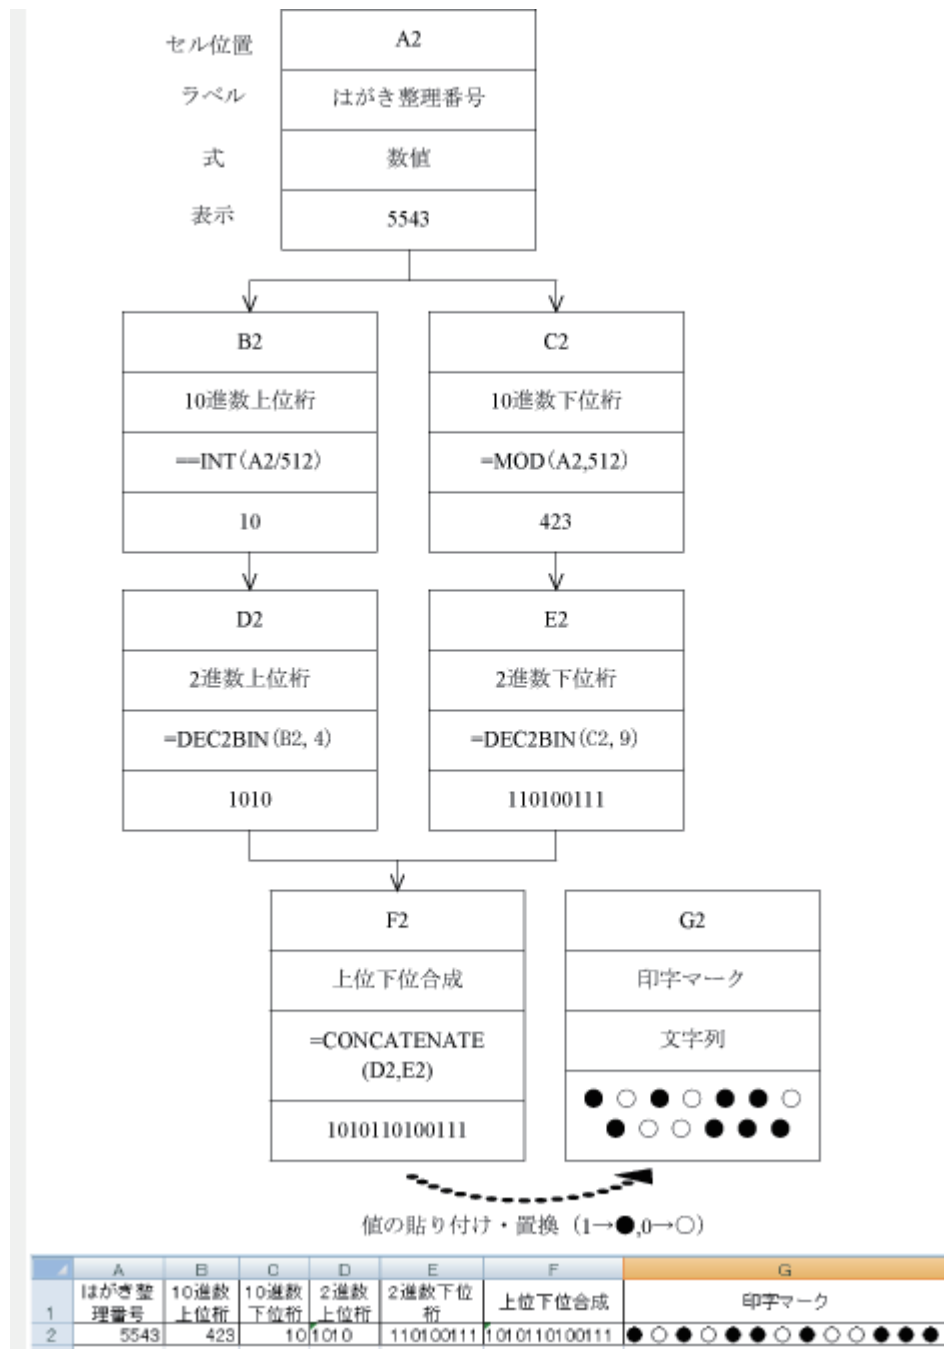 セル位置
A2
ラベル
はがき整理番号
式
数値
表示
5543
B2
C2
10進数上位桁
10進数下位桁
==INT(A2/512)
=MOD(A2,512)
10
423
D2
E2
2進数上位桁
2進数下位桁
=DEC2BIN(B2, 4)
=DEC2BIN(C2, 9)
1010
110100111
F2
G2
上位下位合成
印字マーク
=CONCATENATE
(D2,E2)
文字列
1010110100111
●○●○●●○
●○○●●●
値の貼り付け・置換（1→●,0→○）
A B C D E F G
1 はがき整理番号 10進数上位桁 10進数下位桁 2進数上位桁 2進数下位桁 上位下位合成 印字マーク
2 5543 423 10 1010 110100111 1010110100111 ●○●○●●○●○○●●●